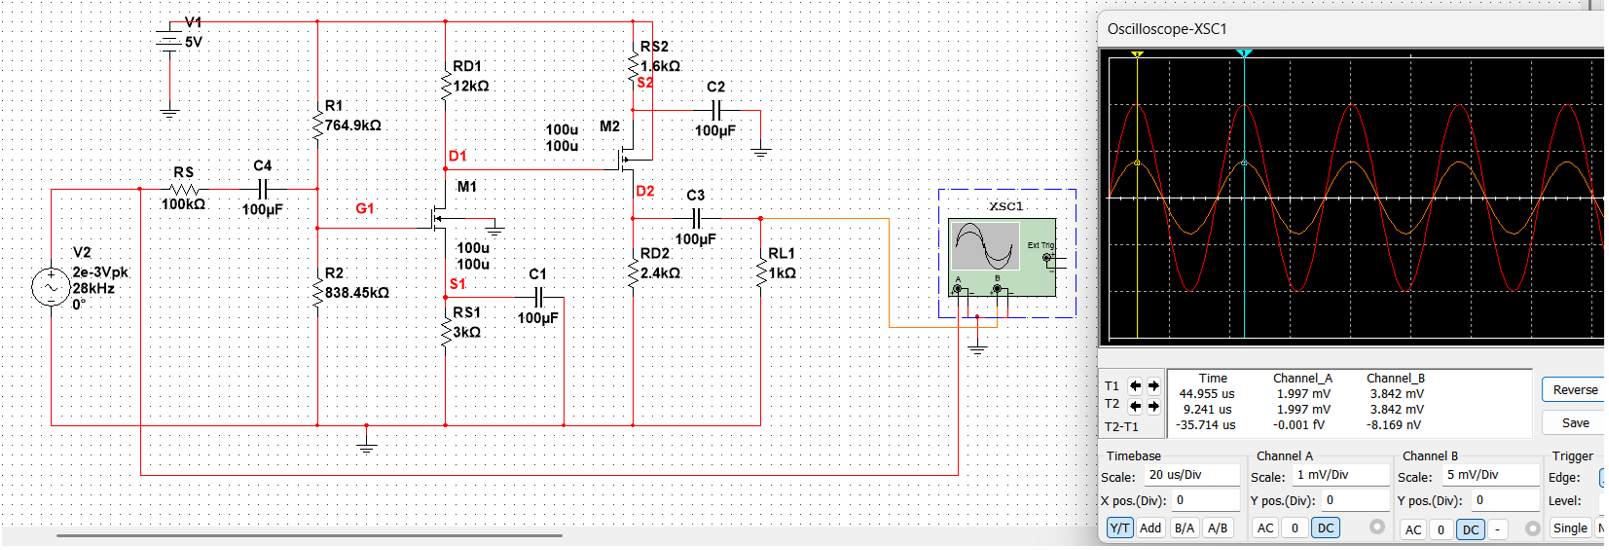 V1
5V
R1
764.9kΩ
RD1
12kΩ
RS2
1.6kΩ
S2
C2
100µF
100u
100u
M2
D1
D2
RS
100kΩ
C4
100µF
G1
M1
100u
100u
C3
100µF
V2
2e-3Vpk
28kHz
0°
R2
838.45kΩ
S1
C1
100µF
RS1
3kΩ
RD2
2.4kΩ
RL1
1kΩ
XSC1
Ext Trig
A
B
Oscilloscope-XSC1
Time Channel_A Channel_B
T1 44.955 us 1.997 mV 3.842 mV
T2 9.241 us 1.997 mV 3.842 mV
T2-T1 -35.714 us -0.001 fV -8.169 nV
Reverse
Save
Timebase
Scale: 20 us/Div
X pos.(Div): 0
Y/T Add B/A A/B
Channel A
Scale: 1 mV/Div
Y pos.(Div): 0
AC 0 DC
Channel B
Scale: 5 mV/Div
Y pos.(Div): 0
AC 0 DC -
Trigger
Edge:
Level:
Single